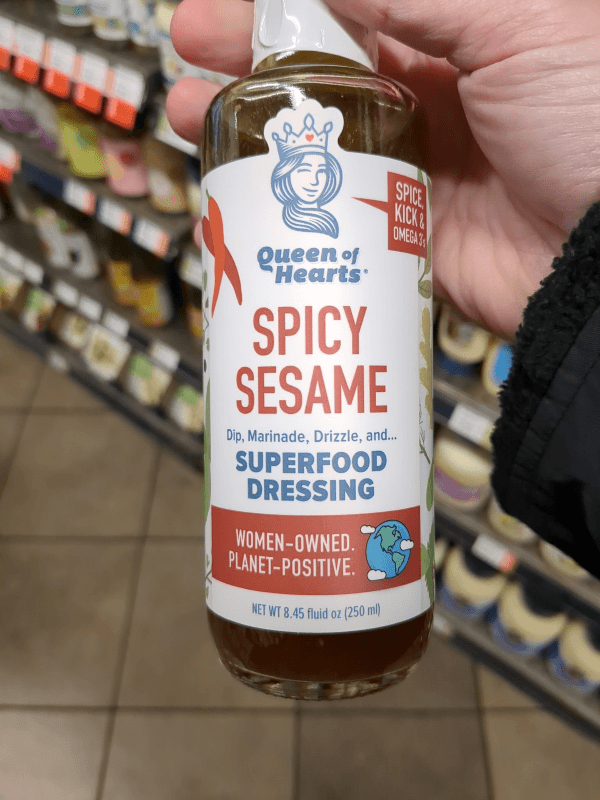 SPICE,
KICK &
OMEGA 3s
Queen of
Hearts®
SPICY
SESAME
Dip, Marinade, Drizzle, and...
SUPERFOOD
DRESSING
WOMEN-OWNED.
PLANET-POSITIVE.
NET WT 8.45 fluid oz (250 ml)